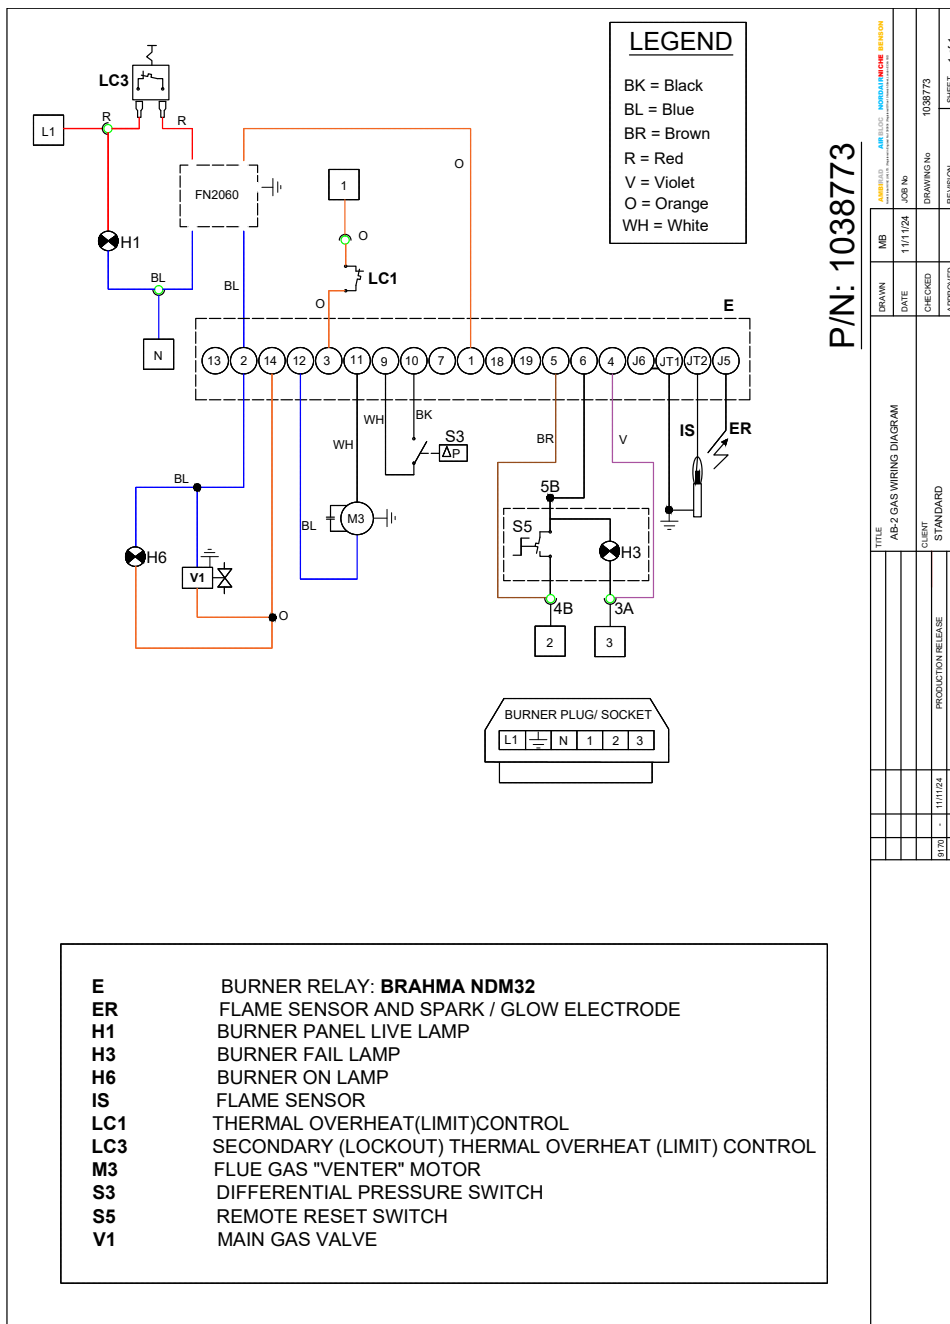 LEGEND
BK = Black
BL = Blue
BR = Brown
R = Red
V = Violet
O = Orange
WH = White
LC3
L1
R
R
FN2060
O
1
O
H1
BL
BL
O
LC1
N
E
13
2
14
12
3
11
9
10
7
1
18
19
5
6
4
J6
JT1
JT2
J5
WH
BK
WH
S3
ΔP
BR
V
IS
ER
BL
BL
M3
5B
S5
H3
H6
V1
O
4B
3A
2
3
BURNER PLUG/ SOCKET
L1
N
1
2
3
E BURNER RELAY: BRAHMA NDM32
ER FLAME SENSOR AND SPARK / GLOW ELECTRODE
H1 BURNER PANEL LIVE LAMP
H3 BURNER FAIL LAMP
H6 BURNER ON LAMP
IS FLAME SENSOR
LC1 THERMAL OVERHEAT(LIMIT)CONTROL
LC3 SECONDARY (LOCKOUT) THERMAL OVERHEAT (LIMIT) CONTROL
M3 FLUE GAS "VENTER" MOTOR
S3 DIFFERENTIAL PRESSURE SWITCH
S5 REMOTE RESET SWITCH
V1 MAIN GAS VALVE
P/N: 1038773
AMBIRAD AIRBLOC NORDAIR NICHE BENSON
JOB No
DRAWING No 1038773
DRAWN MB
DATE 11/11/24
CHECKED
TITLE
AB-2 GAS WIRING DIAGRAM
CLIENT
STANDARD
PRODUCTION RELEASE
9170 - 11/11/24